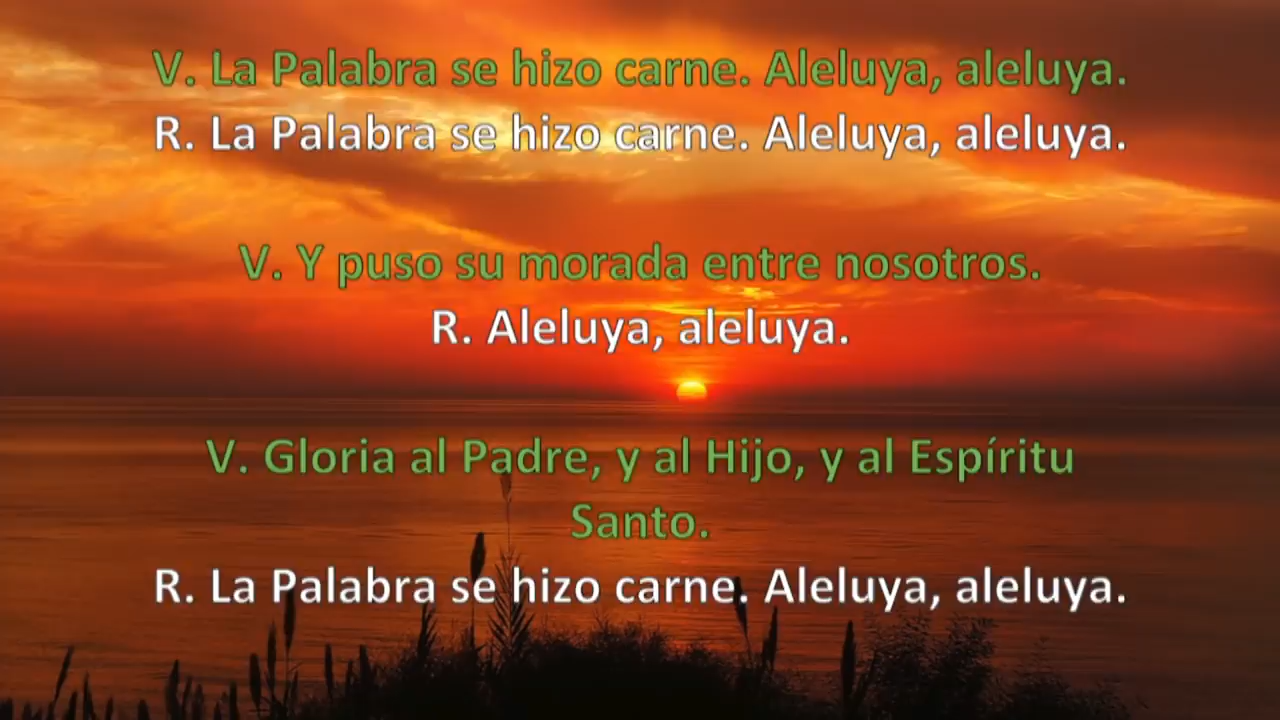 V. La Palabra se hizo carne. Aleluya, aleluya.
R. La Palabra se hizo carne. Aleluya, aleluya.
V. Y puso su morada entre nosotros.
R. Aleluya, aleluya.
V. Gloria al Padre, y al Hijo, y al Espíritu
Santo.
R. La Palabra se hizo carne. Aleluya, aleluya.